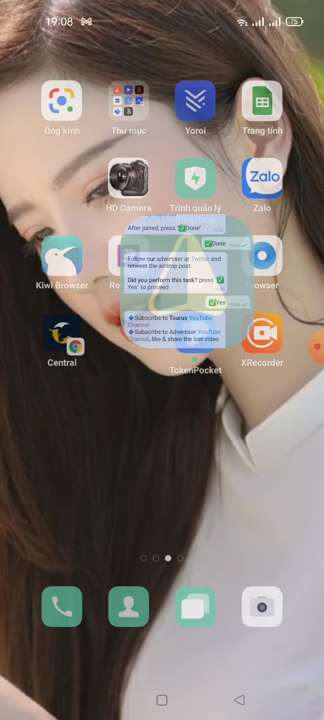 19:08
75
Ống kính
Thư mục
Yoroi
Trang tính
HD Camera
Trình quản lý
Zalo
Zalo
After joined, press '✅Done'
✅Done
Follow our advertiser at Twitter and
retweet the airdrop post.
Did you perform this task? press '✅
Yes' to proceed
✅Yes
🔹Subscribe to Taurus YouTube
Channel
🔹Subscribe to Advertiser YouTube
Channel, like & share the last video
Kiwi Browser
Re
Browser
Central
TokenPocket
XRecorder